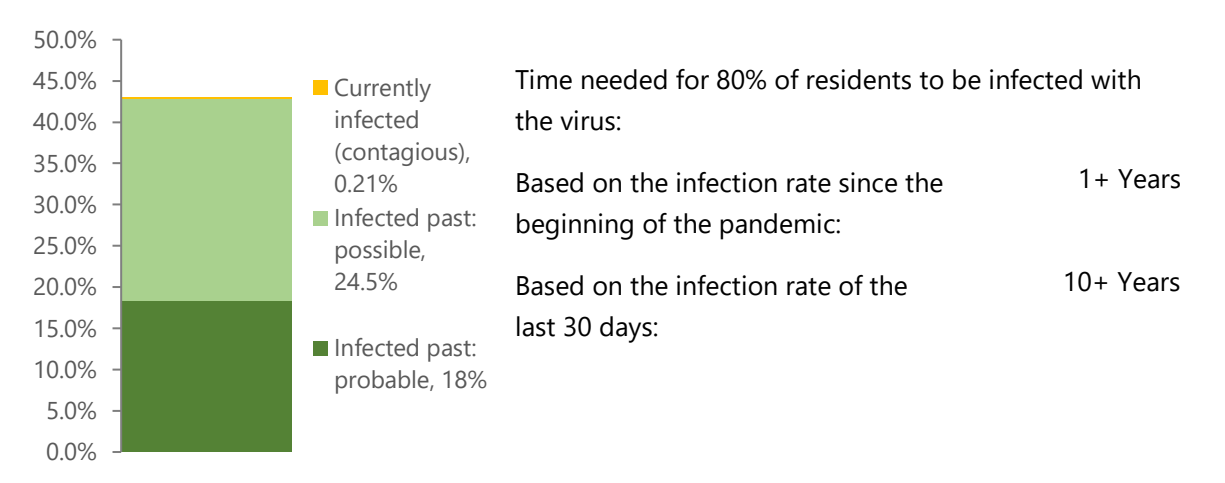 50.0%
45.0%
40.0%
35.0%
30.0%
25.0%
20.0%
15.0%
10.0%
5.0%
0.0%
Currently
infected
(contagious),
0.21%
Infected past:
possible,
24.5%
Infected past:
probable, 18%
Time needed for 80% of residents to be infected with
the virus:
Based on the infection rate since the 1+ Years
beginning of the pandemic:
Based on the infection rate of the 10+ Years
last 30 days: